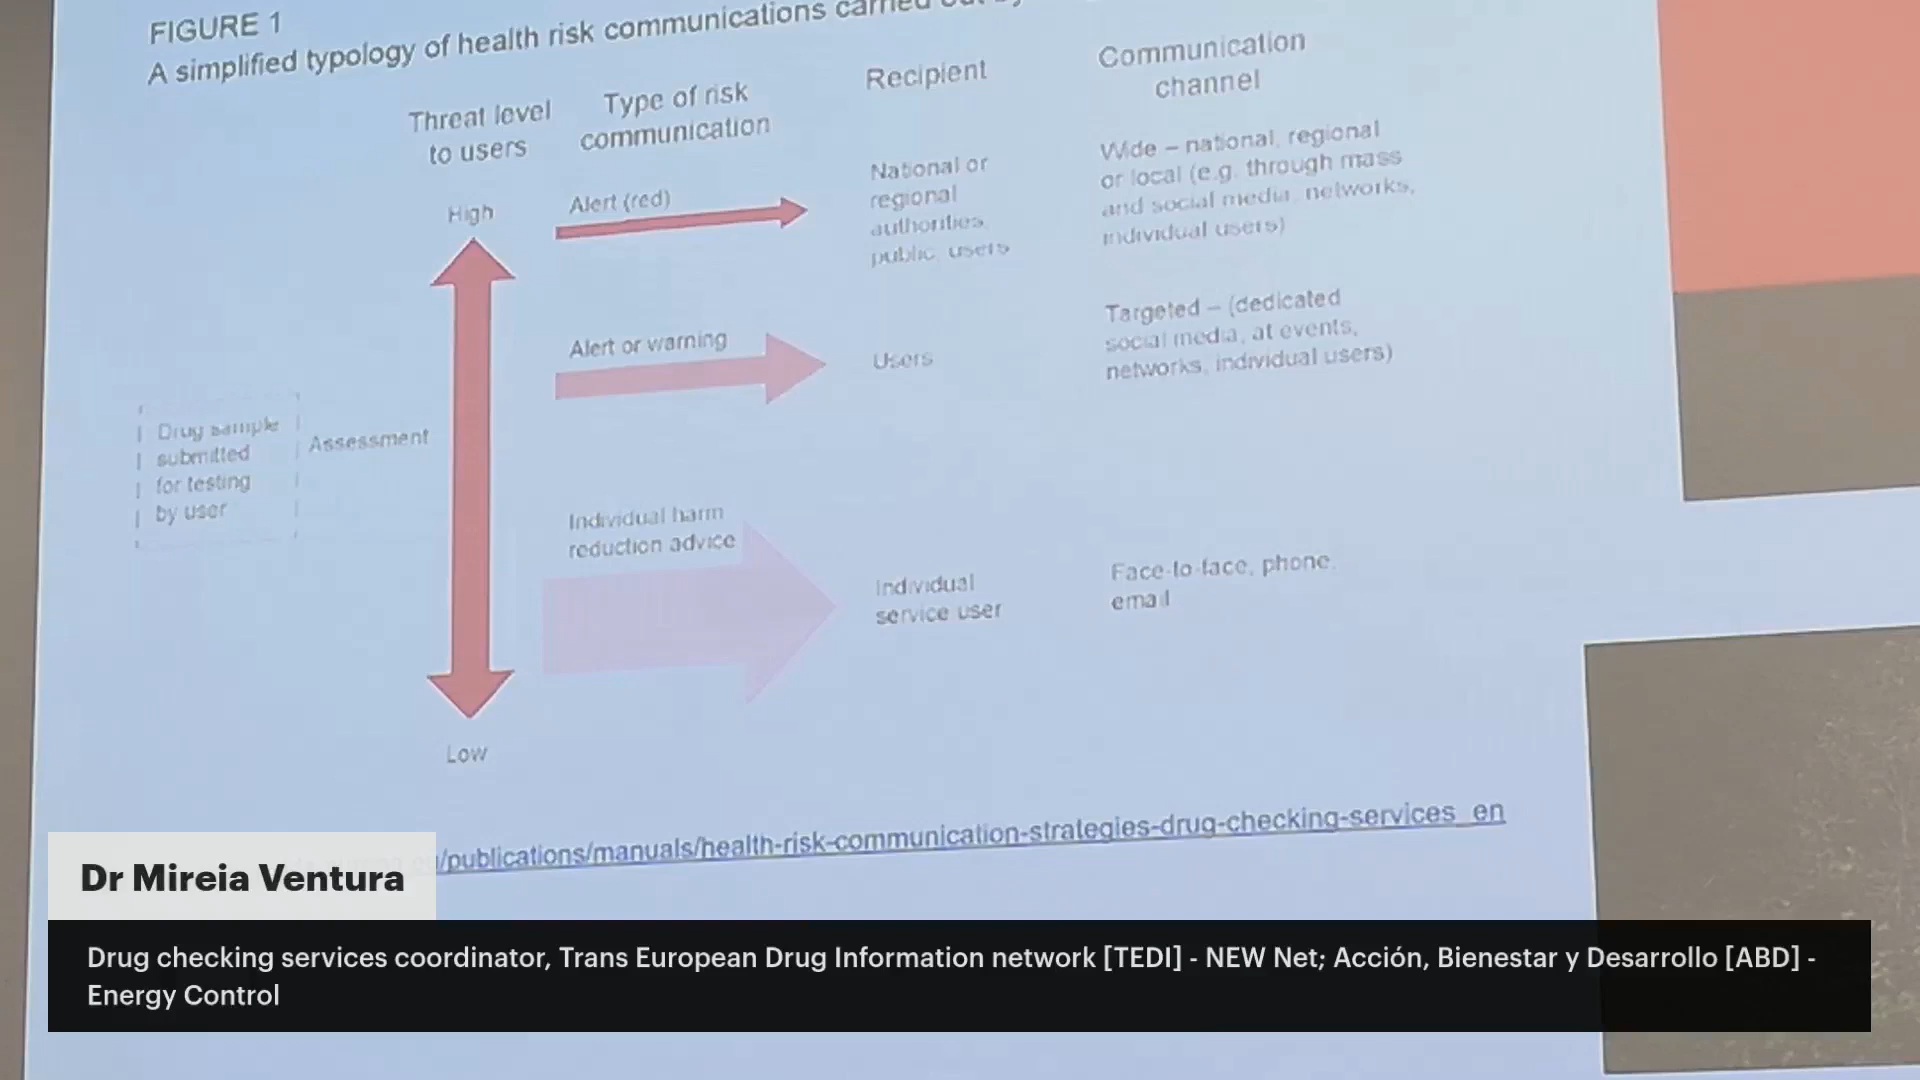 FIGURE 1
A simplified typology of health risk communications carried out by
Threat level
to users
Type of risk
communication
Recipient
Communication
channel
High
Alert (red)
National or
regional
authorities,
public, users
Wide – national, regional
or local (e.g. through mass
and social media, networks,
individual users)
Alert or warning
Users
Targeted – (dedicated
social media, at events,
networks, individual users)
Drug sample
submitted
for testing
by user
Assessment
Individual harm
reduction advice
Individual
service user
Face-to-face, phone,
email
Low
/publications/manuals/health-risk-communication-strategies-drug-checking-services_en
Dr Mireia Ventura
Drug checking services coordinator, Trans European Drug Information network [TEDI] - NEW Net; Acción, Bienestar y Desarrollo [ABD] -
Energy Control